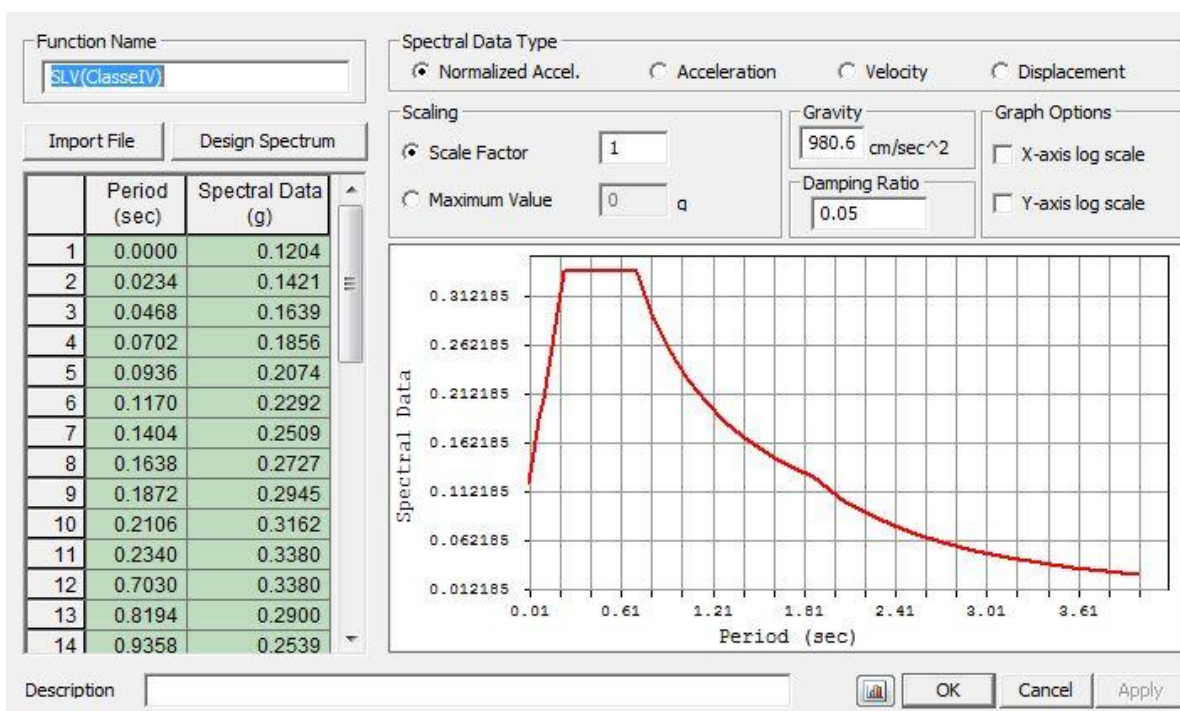 Function Name
SLV(ClasseIV)
Import File
Design Spectrum
Period
(sec)
Spectral Data
(g)
1 0.0000 0.1204
2 0.0234 0.1421
3 0.0468 0.1639
4 0.0702 0.1856
5 0.0936 0.2074
6 0.1170 0.2292
7 0.1404 0.2509
8 0.1638 0.2727
9 0.1872 0.2945
10 0.2106 0.3162
11 0.2340 0.3380
12 0.7030 0.3380
13 0.8194 0.2900
14 0.9358 0.2539
Spectral Data Type
Normalized Accel. Acceleration Velocity Displacement
Scaling
Scale Factor 1
Maximum Value 0 g
Gravity
980.6 cm/sec^2
Damping Ratio
0.05
Graph Options
X-axis log scale
Y-axis log scale
0.312185
0.262185
0.212185
0.162185
0.112185
0.062185
0.012185
Spectral Data
0.01 0.61 1.21 1.81 2.41 3.01 3.61
Period (sec)
Description
OK Cancel Apply